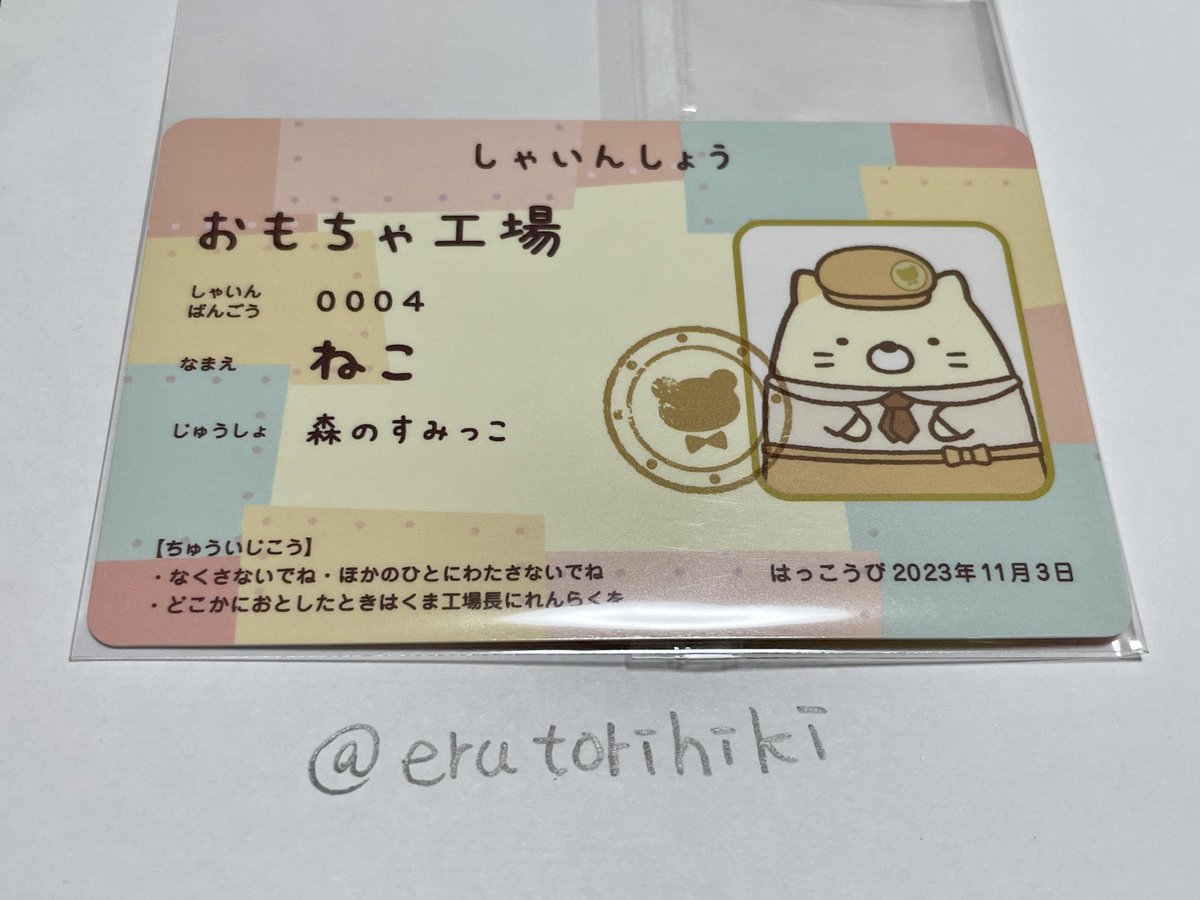 しゃいんしょう
おもちゃ工場
しゃいん
ばんごう
0004
なまえ
ねこ
じゅうしょ
森のすみっこ
【ちゅういじこう】
・なくさないでね・ほかのひとにわたさないでね
・どこかにおとしたときはくま工場長にれんらくを
はっこうび 2023年11月3日
@erutorihiki